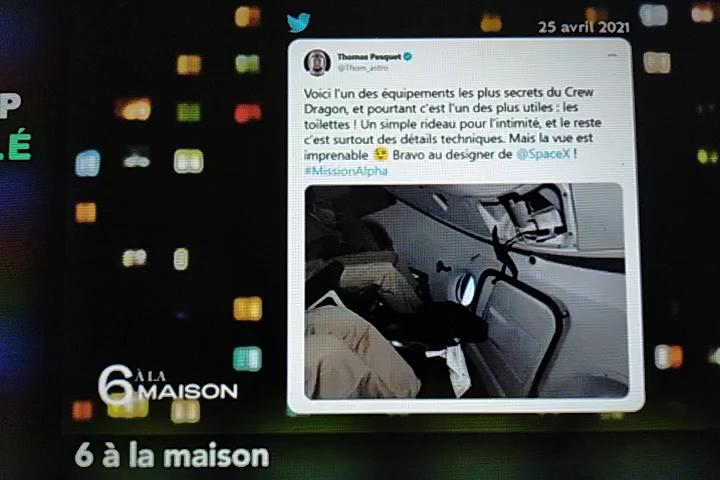 25 avril 2021
P
É
Thomas Pesquet
@Thom_astro
Voici l'un des équipements les plus secrets du Crew
Dragon, et pourtant c'est l'un des plus utiles : les
toilettes ! Un simple rideau pour l'intimité, et le reste
c'est surtout des détails techniques. Mais la vue est
imprenable 😉 Bravo au designer de @SpaceX !
#MissionAlpha
6 À LA
MAISON
6 à la maison